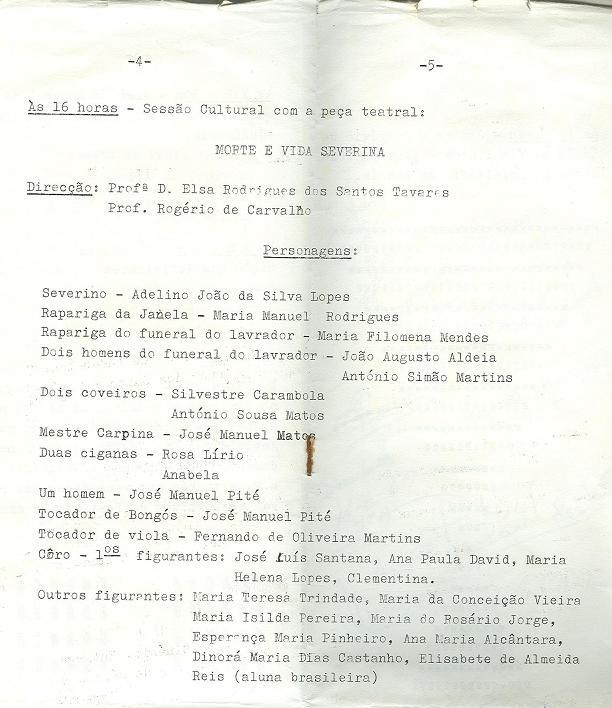 -4-
-5-
Às 16 horas - Sessão Cultural com a peça teatral:
MORTE E VIDA SEVERINA
Direcção: Profª D. Elsa Rodrigues dos Santos Tavares
Prof. Rogério de Carvalho
Personagens:
Severino - Adelino João da Silva Lopes
Rapariga da Janela - Maria Manuel Rodrigues
Rapariga do funeral do lavrador - Maria Filomena Mendes
Dois homens do funeral do lavrador - João Augusto Aldeia
António Simão Martins
Dois coveiros - Silvestre Carambola
António Sousa Matos
Mestre Carpina - José Manuel Matos
Duas ciganas - Rosa Lírio
Anabela
Um homem - José Manuel Pité
Tocador de Bongós - José Manuel Pité
Tocador de viola - Fernando de Oliveira Martins
Côro - 1os figurantes: José Luís Santana, Ana Paula David, Maria
Helena Lopes, Clementina.
Outros figurantes: Maria Teresa Trindade, Maria da Conceição Vieira
Maria Isilda Pereira, Maria do Rosário Jorge,
Esperança Maria Pinheiro, Ana Maria Alcântara,
Dinorá Maria Dias Castanho, Elisabete de Almeida
Reis (aluna brasileira)